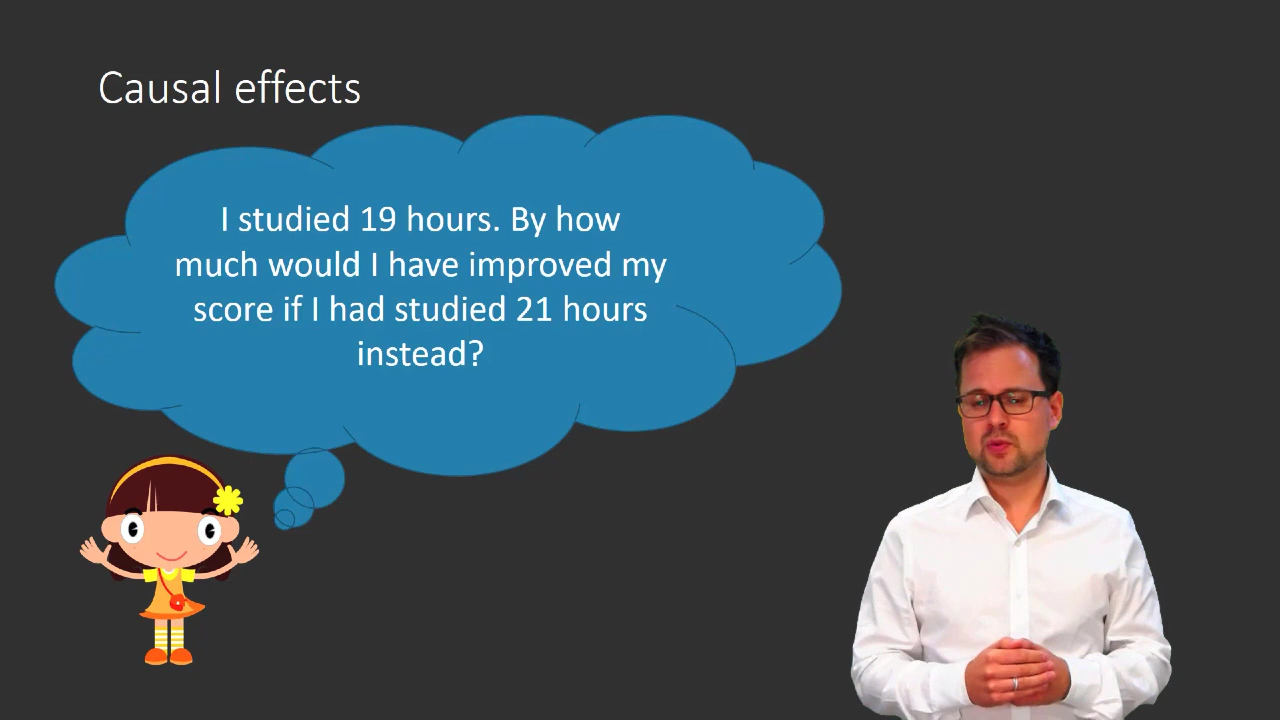 Causal effects
I studied 19 hours. By how
much would I have improved my
score if I had studied 21 hours
instead?